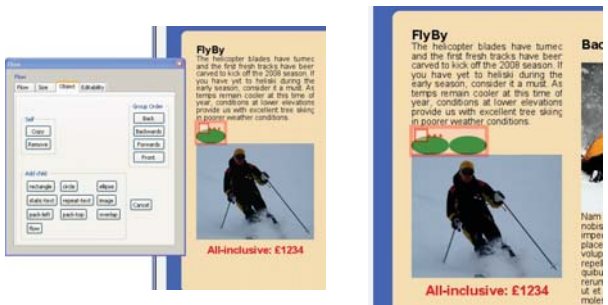 Flow
Flow
Size
Object
Editability
Self
Copy
Remove
Group Order
Back
Backwards
Forwards
Front
Add child
rectangle
circle
ellipse
static-text
repeat-text
image
pack-left
pack-top
overlap
flow
Cancel
FlyBy
The helicopter blades have turned
and the first fresh tracks have been
carved to kick off the 2008 season. If
you have yet to heliski during the
early season, consider it a must. As
temps remain cooler at this time of
year, conditions at lower elevations
provide us with excellent tree skiing
in poorer weather conditions.
All-inclusive: £1234
FlyBy
The helicopter blades have turned
and the first fresh tracks have been
carved to kick off the 2008 season. If
you have yet to heliski during the
early season, consider it a must. As
temps remain cooler at this time of
year, conditions at lower elevations
provide us with excellent tree skiing
in poorer weather conditions.
All-inclusive: £1234
Bac
Nam
nobis
impe
place
volup
repell
quibu
rerum
ut et
moles